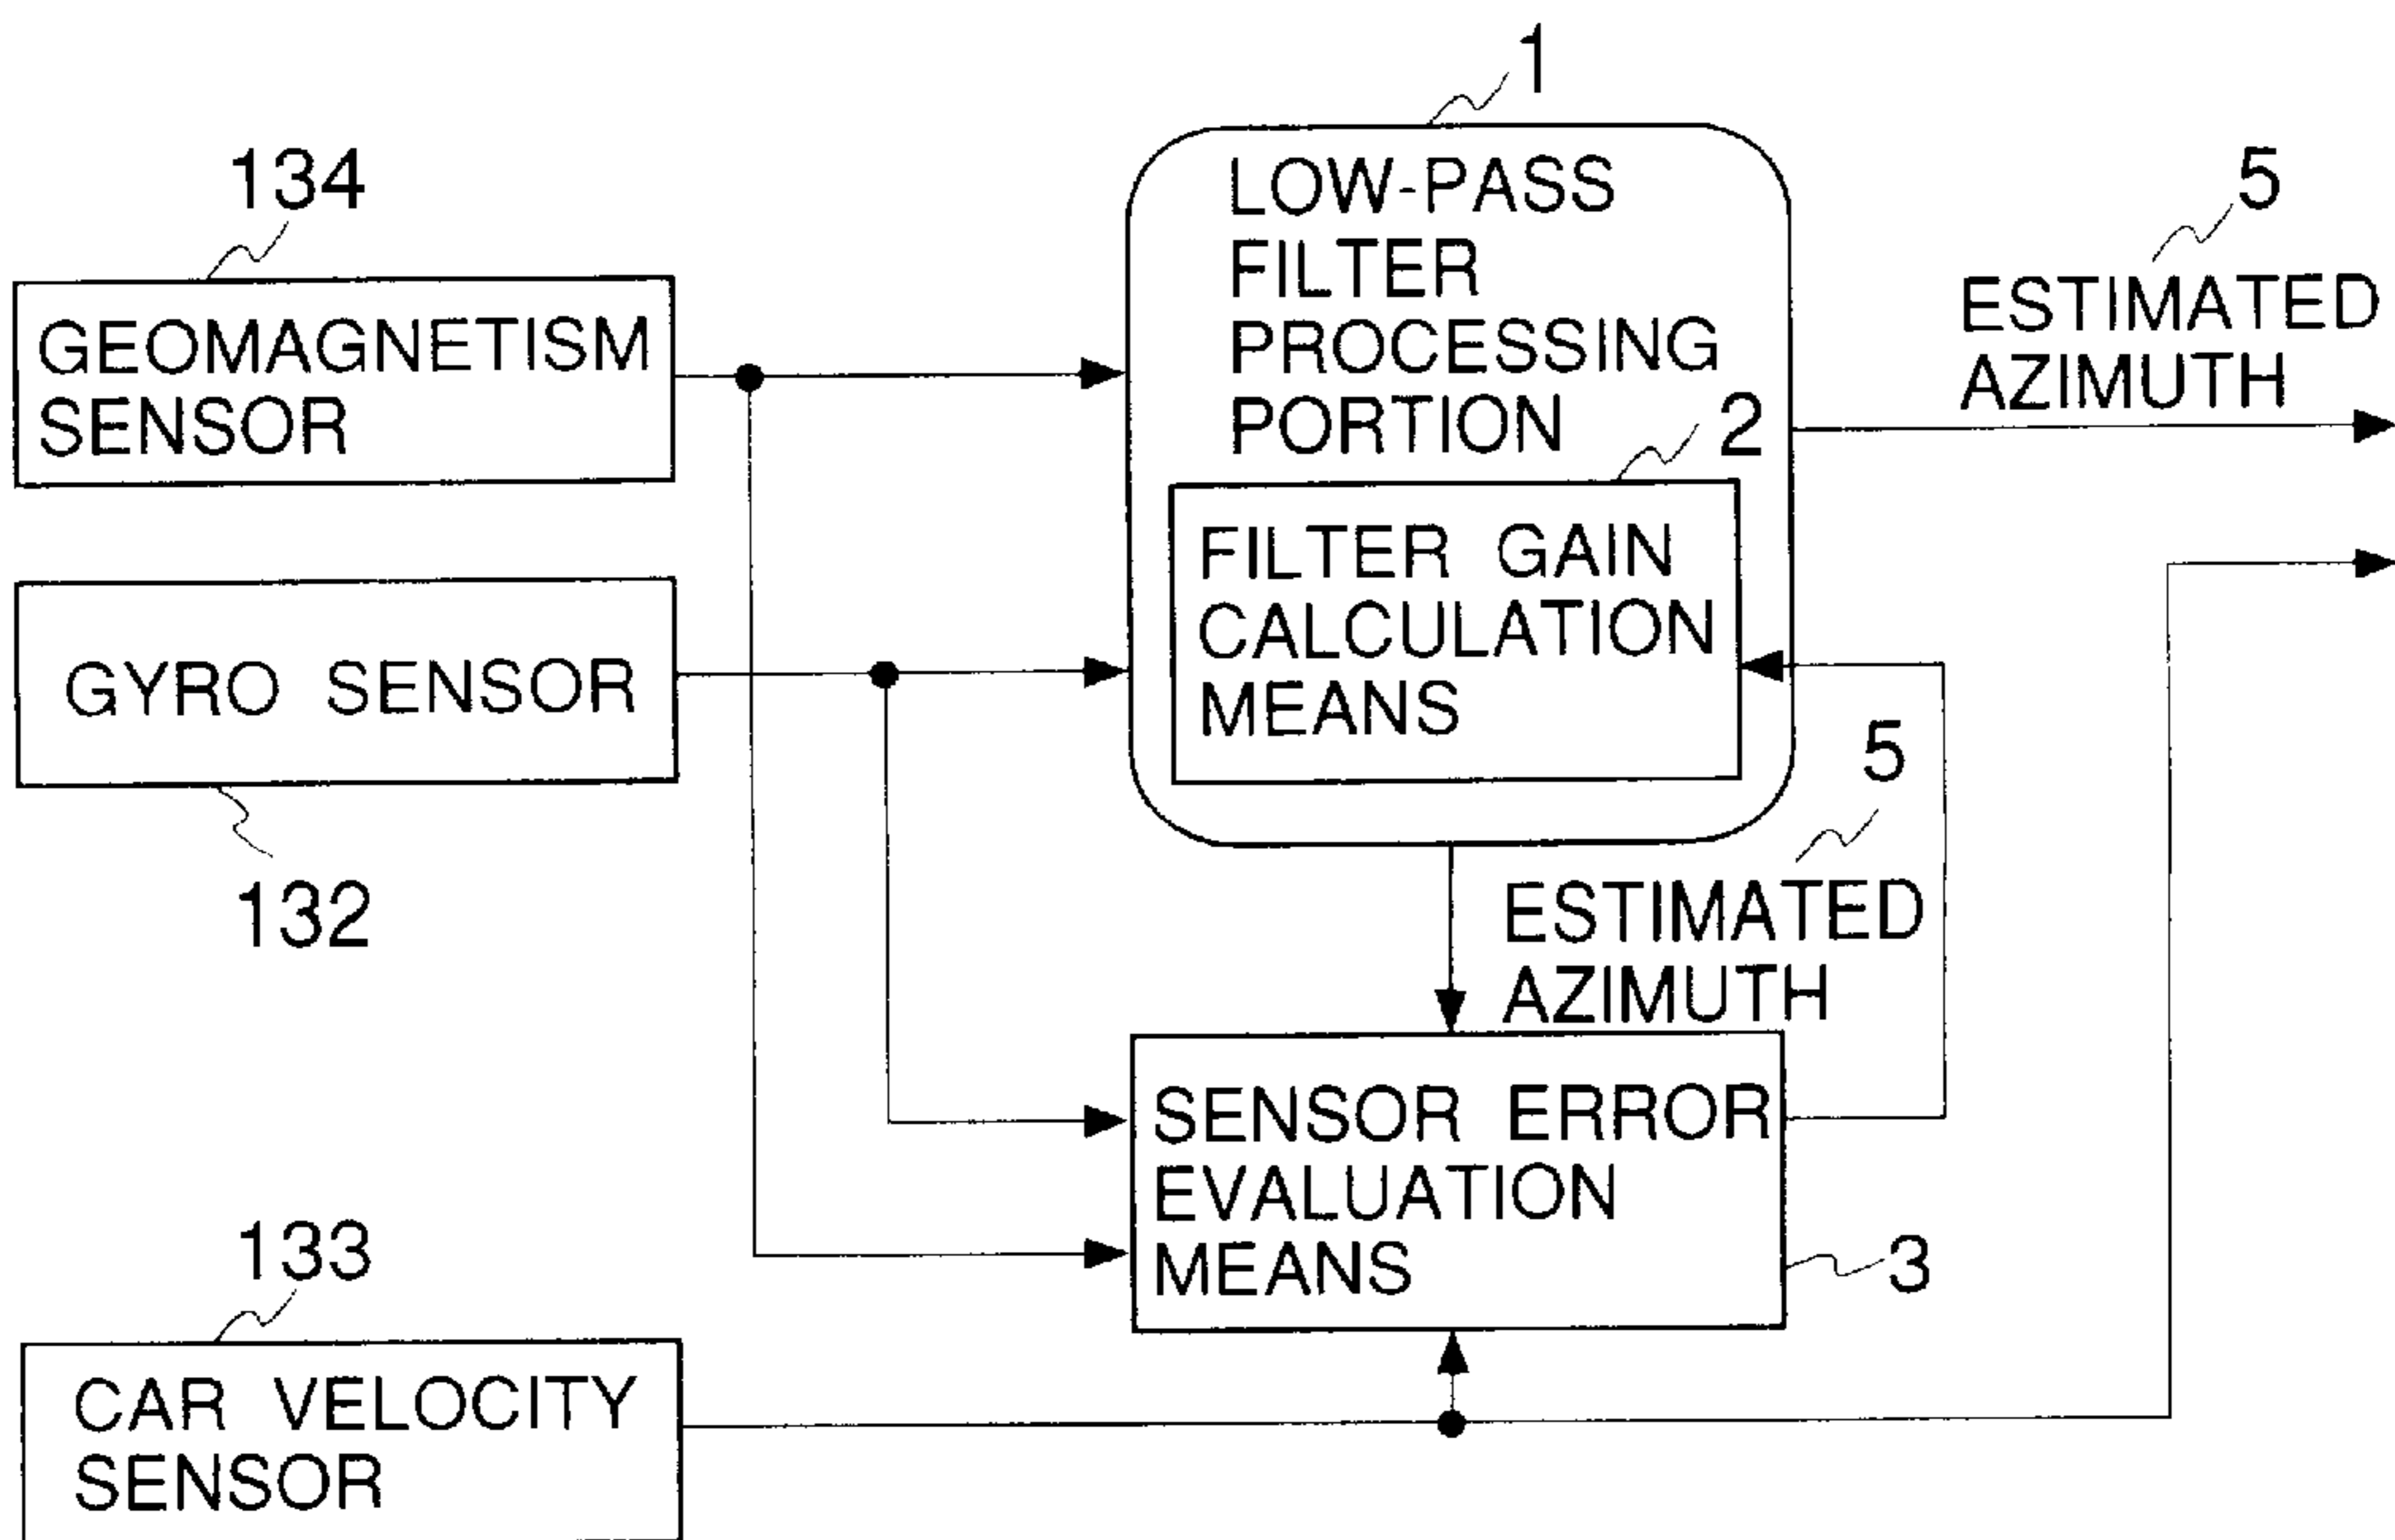 1
134
LOW-PASS
FILTER
PROCESSING
PORTION
5
ESTIMATED
AZIMUTH
GEOMAGNETISM
SENSOR
2
FILTER GAIN
CALCULATION
MEANS
GYRO SENSOR
132
5
ESTIMATED
AZIMUTH
SENSOR ERROR
EVALUATION
MEANS
3
133
CAR VELOCITY
SENSOR